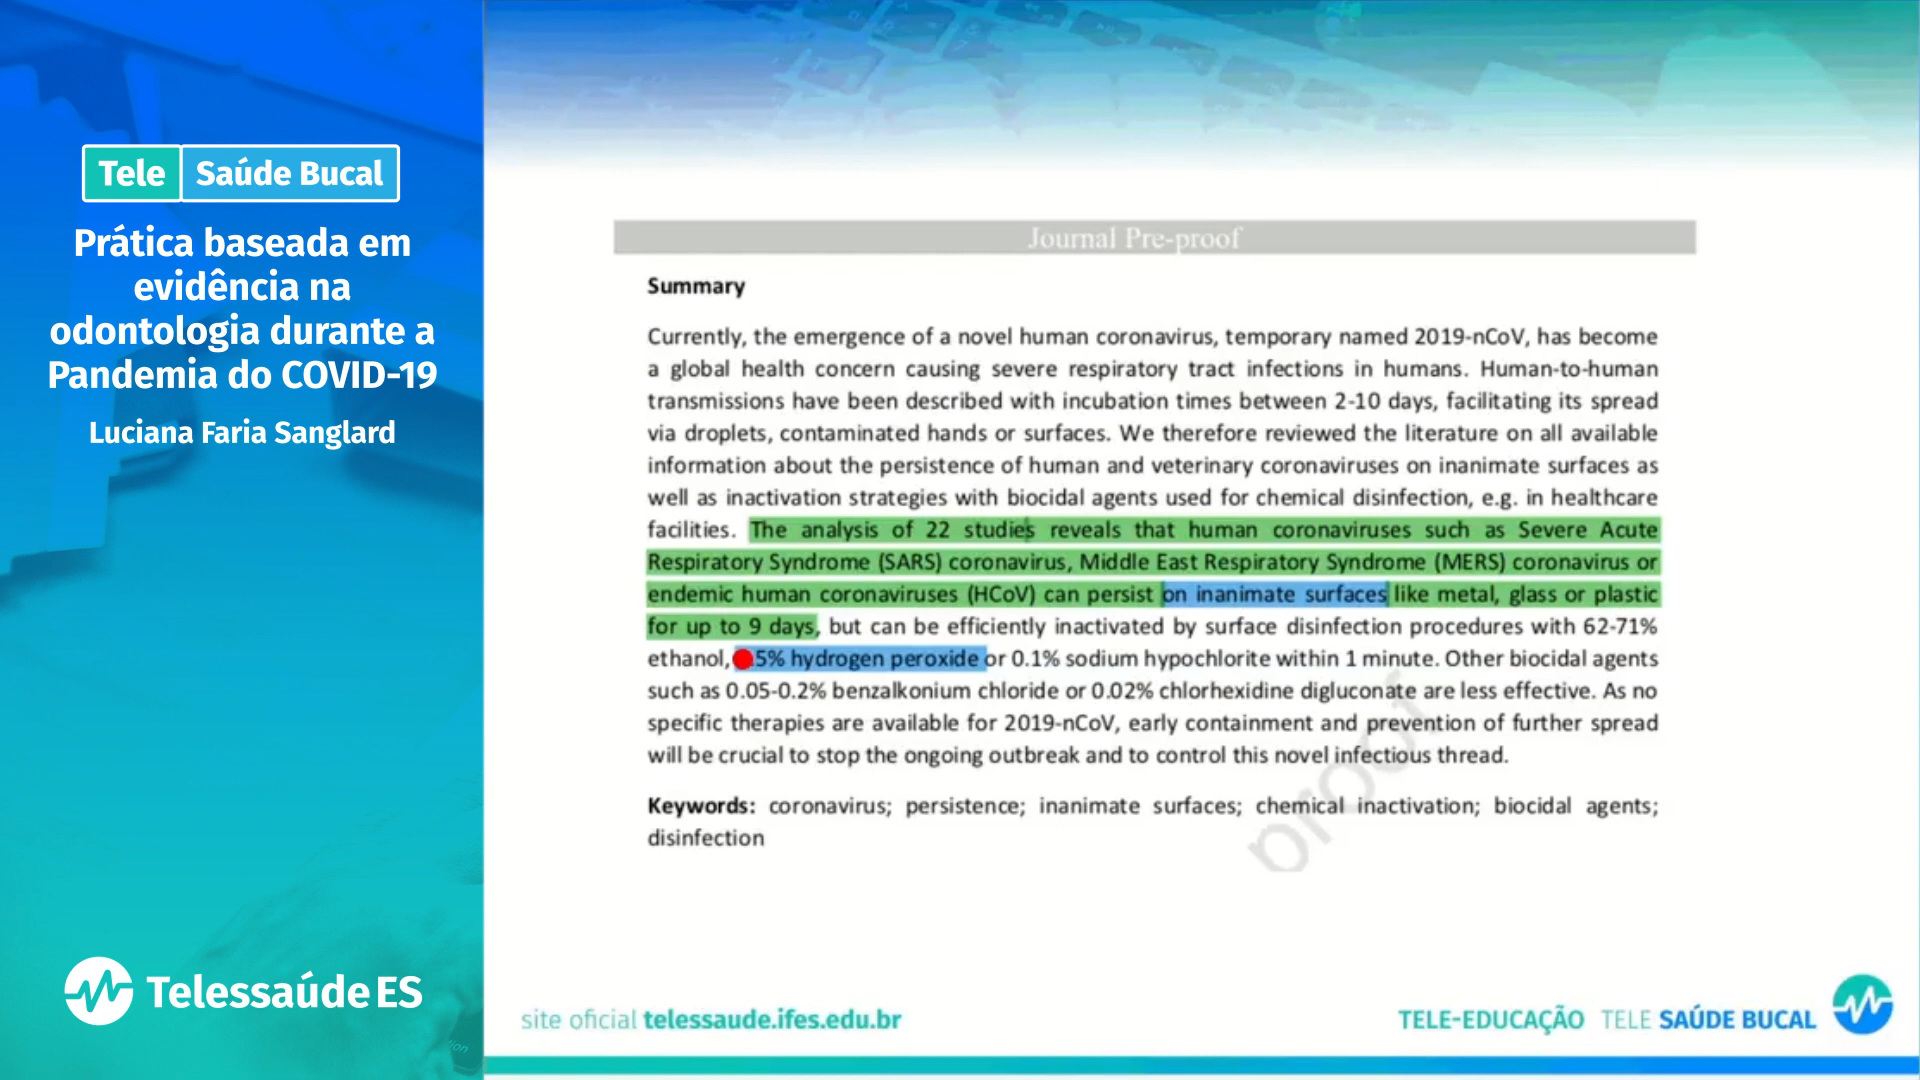 Tele Saúde Bucal
Prática baseada em
evidência na
odontologia durante a
Pandemia do COVID-19
Luciana Faria Sanglard
TelessaúdeES
Journal Pre-proof
Summary
Currently, the emergence of a novel human coronavirus, temporary named 2019-nCoV, has become
a global health concern causing severe respiratory tract infections in humans. Human-to-human
transmissions have been described with incubation times between 2-10 days, facilitating its spread
via droplets, contaminated hands or surfaces. We therefore reviewed the literature on all available
information about the persistence of human and veterinary coronaviruses on inanimate surfaces as
well as inactivation strategies with biocidal agents used for chemical disinfection, e.g. in healthcare
facilities. The analysis of 22 studies reveals that human coronaviruses such as Severe Acute
Respiratory Syndrome (SARS) coronavirus, Middle East Respiratory Syndrome (MERS) coronavirus or
endemic human coronaviruses (HCoV) can persist on inanimate surfaces like metal, glass or plastic
for up to 9 days, but can be efficiently inactivated by surface disinfection procedures with 62-71%
ethanol, 5% hydrogen peroxide or 0.1% sodium hypochlorite within 1 minute. Other biocidal agents
such as 0.05-0.2% benzalkonium chloride or 0.02% chlorhexidine digluconate are less effective. As no
specific therapies are available for 2019-nCoV, early containment and prevention of further spread
will be crucial to stop the ongoing outbreak and to control this novel infectious thread.
Keywords: coronavirus; persistence; inanimate surfaces; chemical inactivation; biocidal agents;
disinfection
proof
site oficial telessaude.ifes.edu.br
TELE-EDUCAÇÃO TELE SAÚDE BUCAL